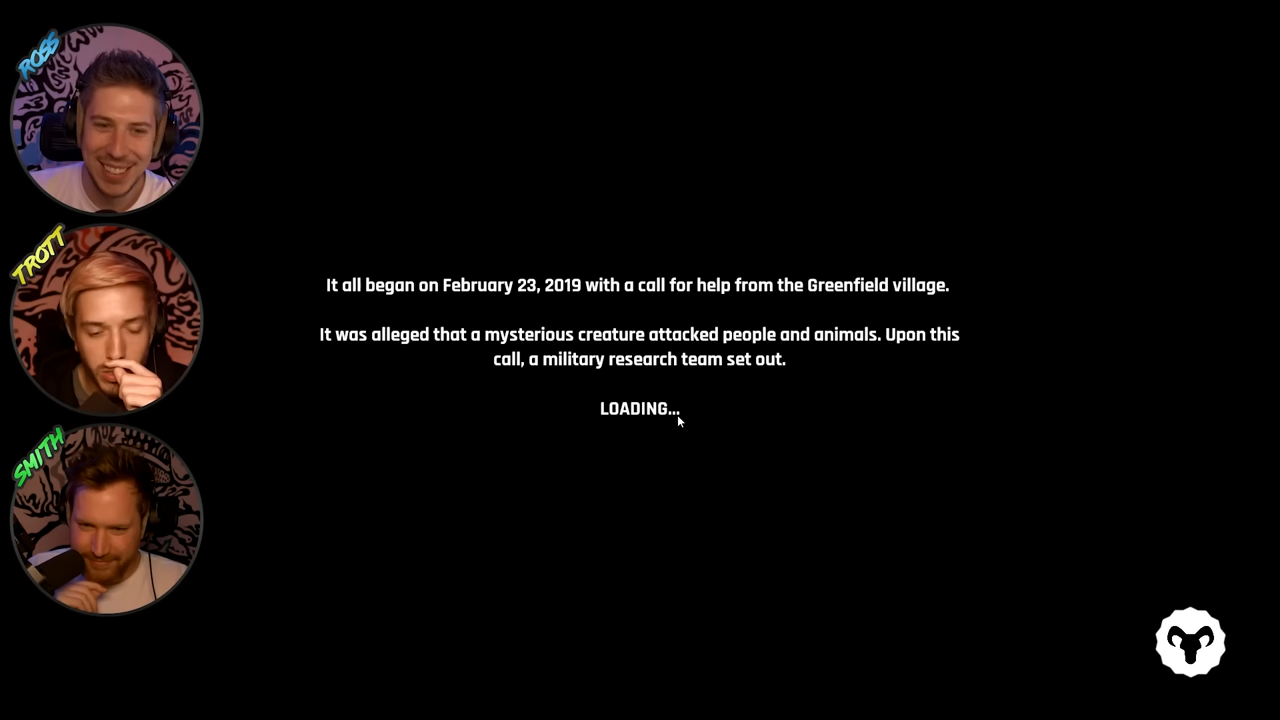 ROSS
TROTT
SMITH
It all began on February 23, 2019 with a call for help from the Greenfield village.
It was alleged that a mysterious creature attacked people and animals. Upon this
call, a military research team set out.
LOADING...